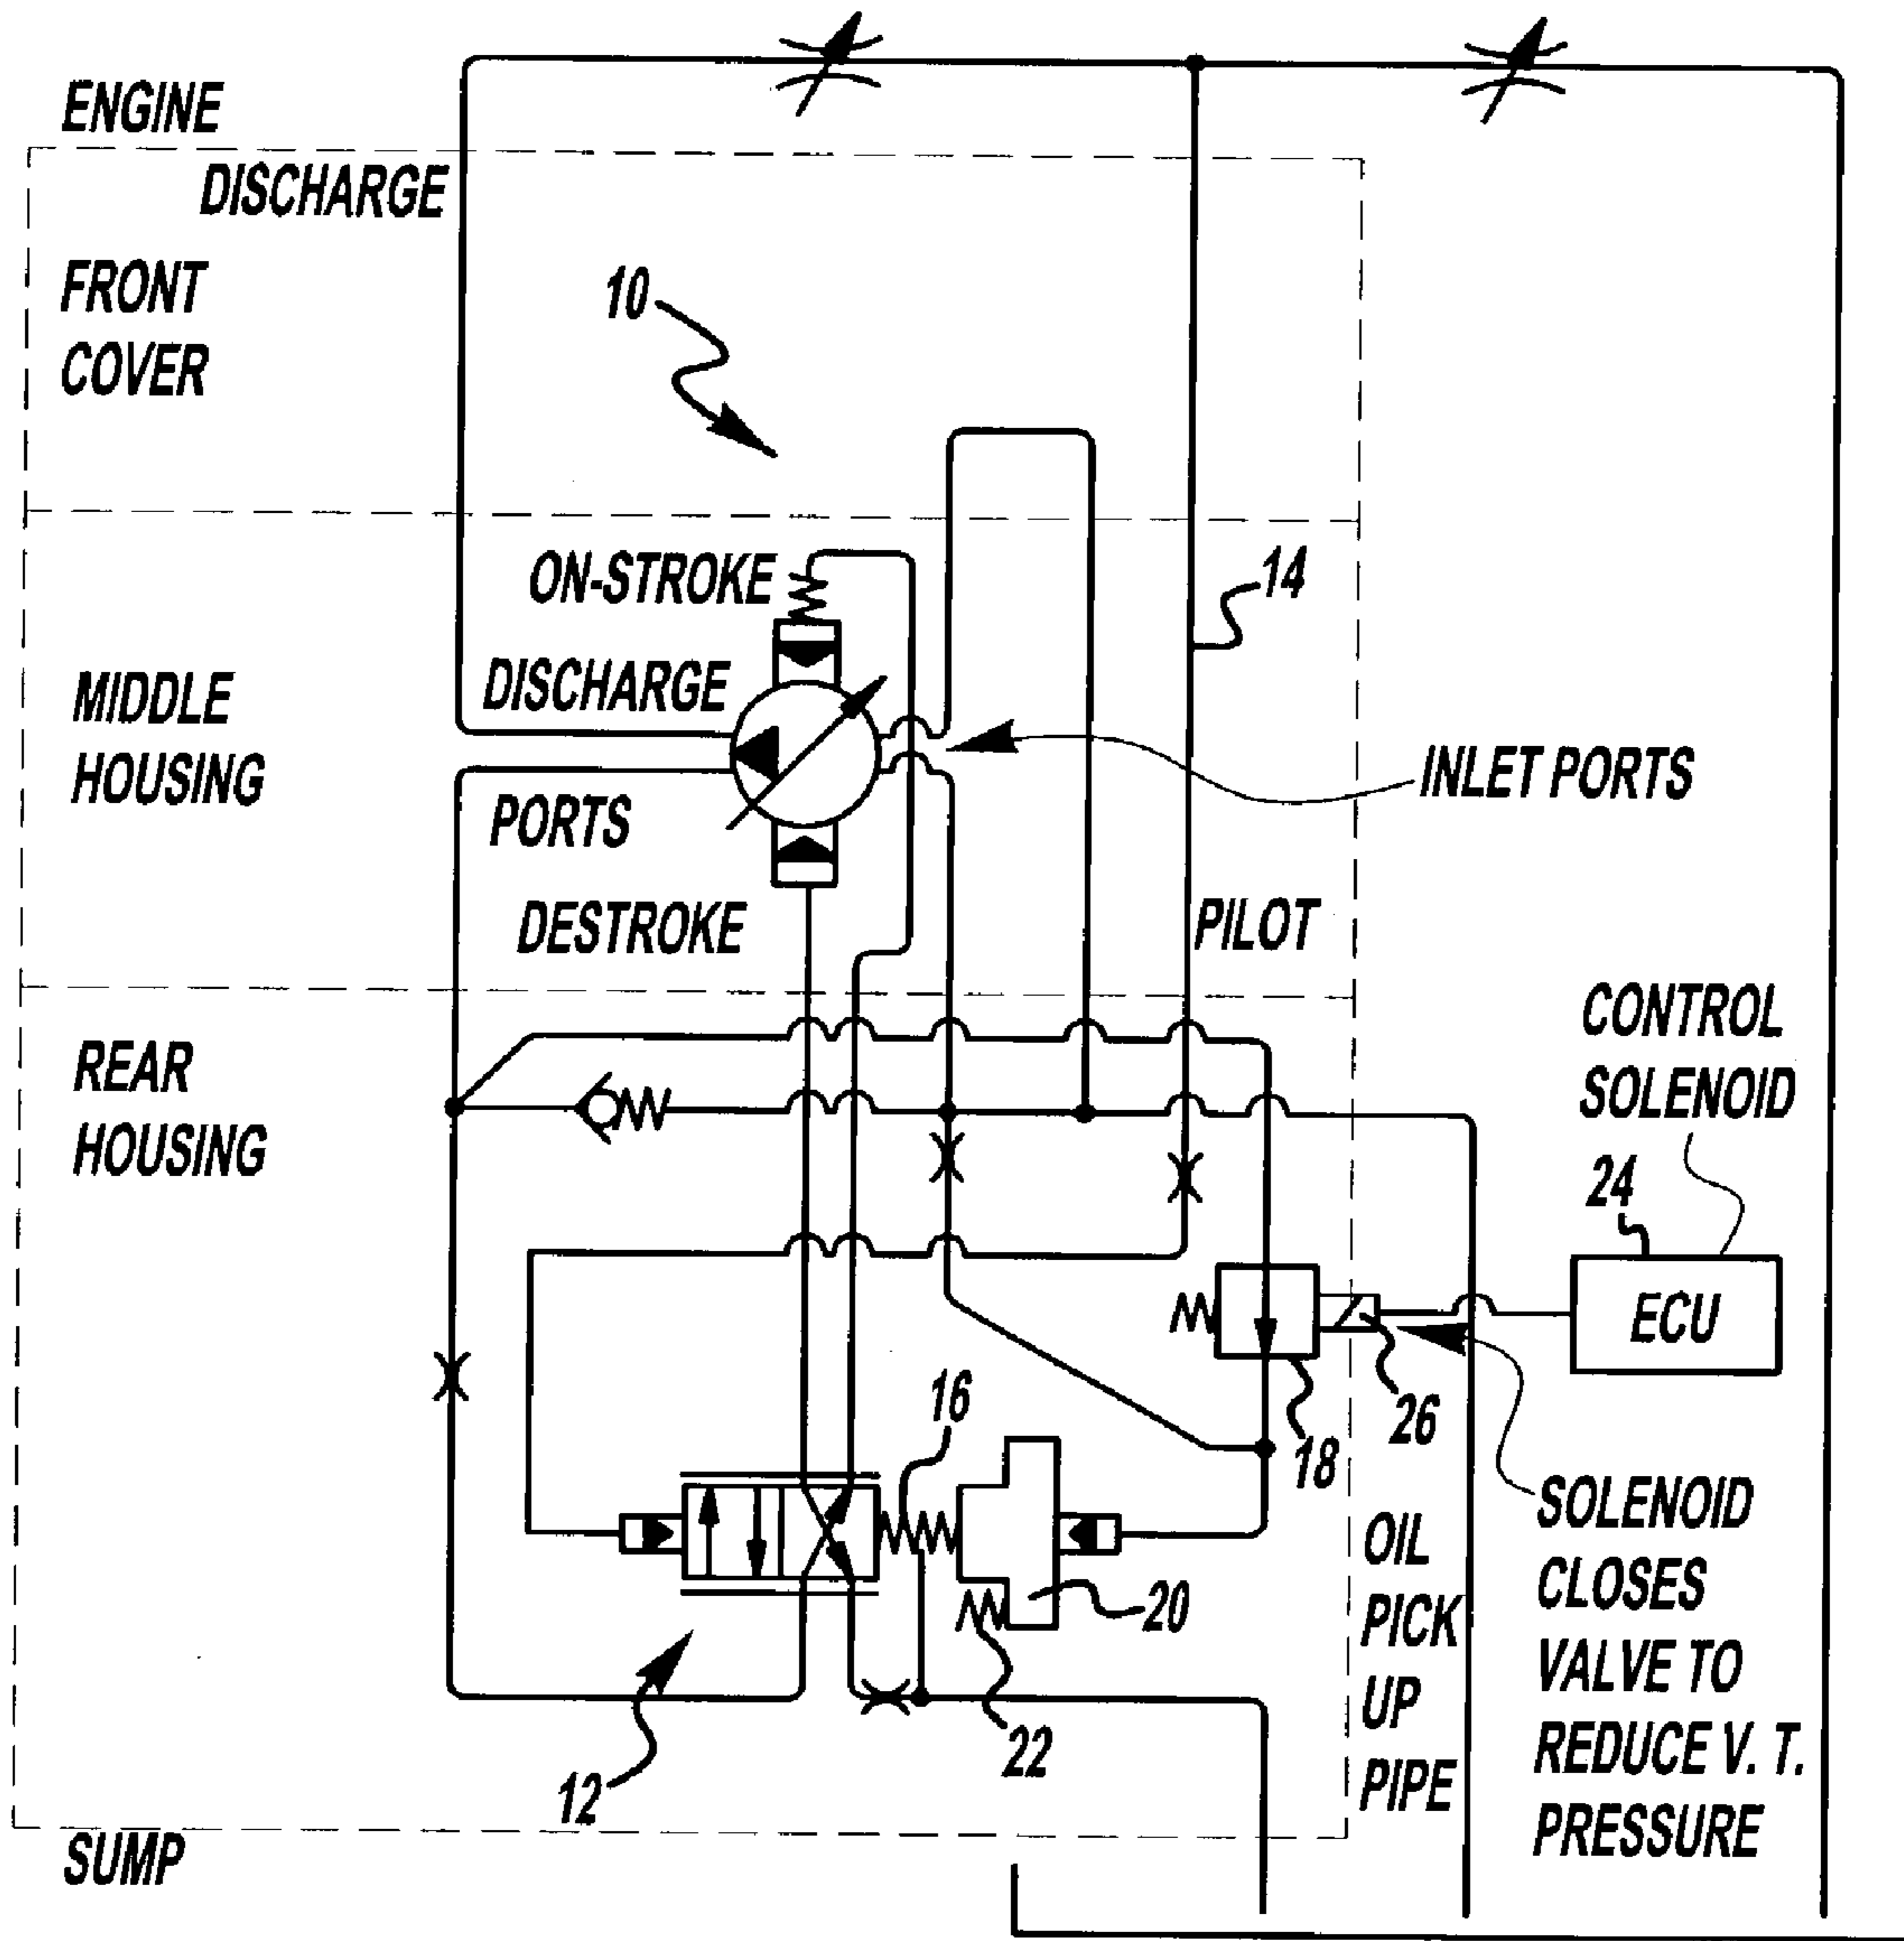 ENGINE
DISCHARGE
FRONT
COVER
10
ON-STROKE
14
DISCHARGE
MIDDLE
HOUSING
INLET PORTS
PORTS
DESTROKE
PILOT
CONTROL
SOLENOID
REAR
HOUSING
24
ECU
16
26
18
SOLENOID
CLOSES
VALVE TO
REDUCE V. T.
PRESSURE
OIL
PICK
UP
PIPE
20
22
12
SUMP